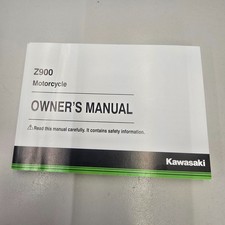 Z900
Motorcycle
OWNER'S MANUAL
Read this manual carefully. It contains safety information.
Kawasaki